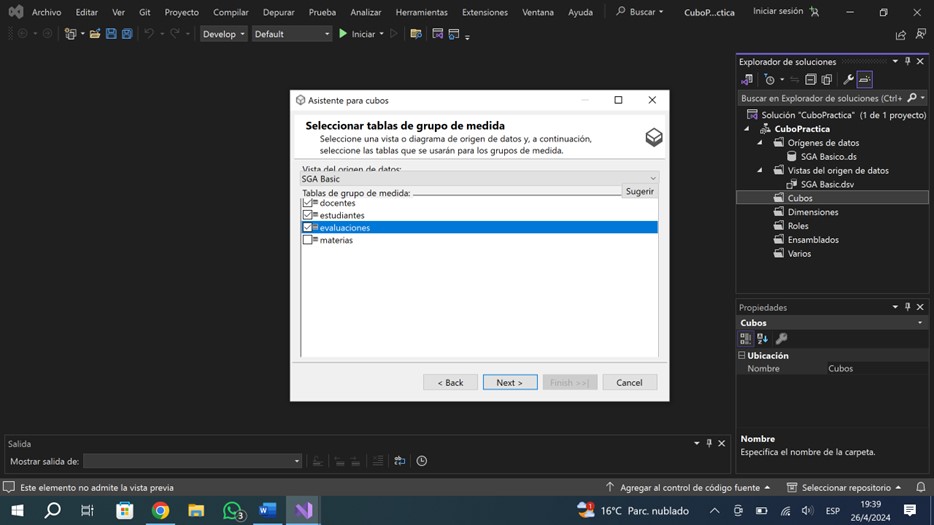 Archivo Editar Ver Git Proyecto Compilar Depurar Prueba Analizar Herramientas Extensiones Ventana Ayuda Buscar CuboP...ctica Iniciar sesión
Develop Default Iniciar
Explorador de soluciones
Buscar en Explorador de soluciones (Ctrl+
Solución "CuboPractica" (1 de 1 proyecto)
CuboPractica
Orígenes de datos
SGA Basico..ds
Vistas del origen de datos
SGA Basic.dsv
Cubos
Dimensiones
Roles
Ensamblados
Varios
Asistente para cubos
Seleccionar tablas de grupo de medida
Seleccione una vista o diagrama de origen de datos y, a continuación,
seleccione las tablas que se usarán para los grupos de medida.
Vista del origen de datos:
SGA Basic
Tablas de grupo de medida:
Sugerir
docentes
estudiantes
evaluaciones
materias
< Back Next > Finish >>| Cancel
Propiedades
Cubos
Ubicación
Nombre Cubos
Nombre
Especifica el nombre de la carpeta.
Salida
Mostrar salida de:
Este elemento no admite la vista previa Agregar al control de código fuente Seleccionar repositorio
3 16°C Parc. nublado ESP 19:39
26/4/2024